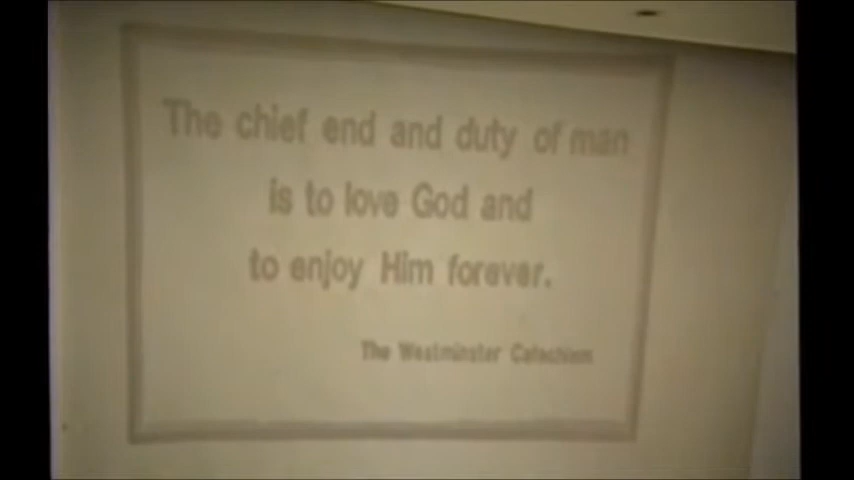 The chief end and duty of man
is to love God and
to enjoy Him forever.
The Westminster Catechism